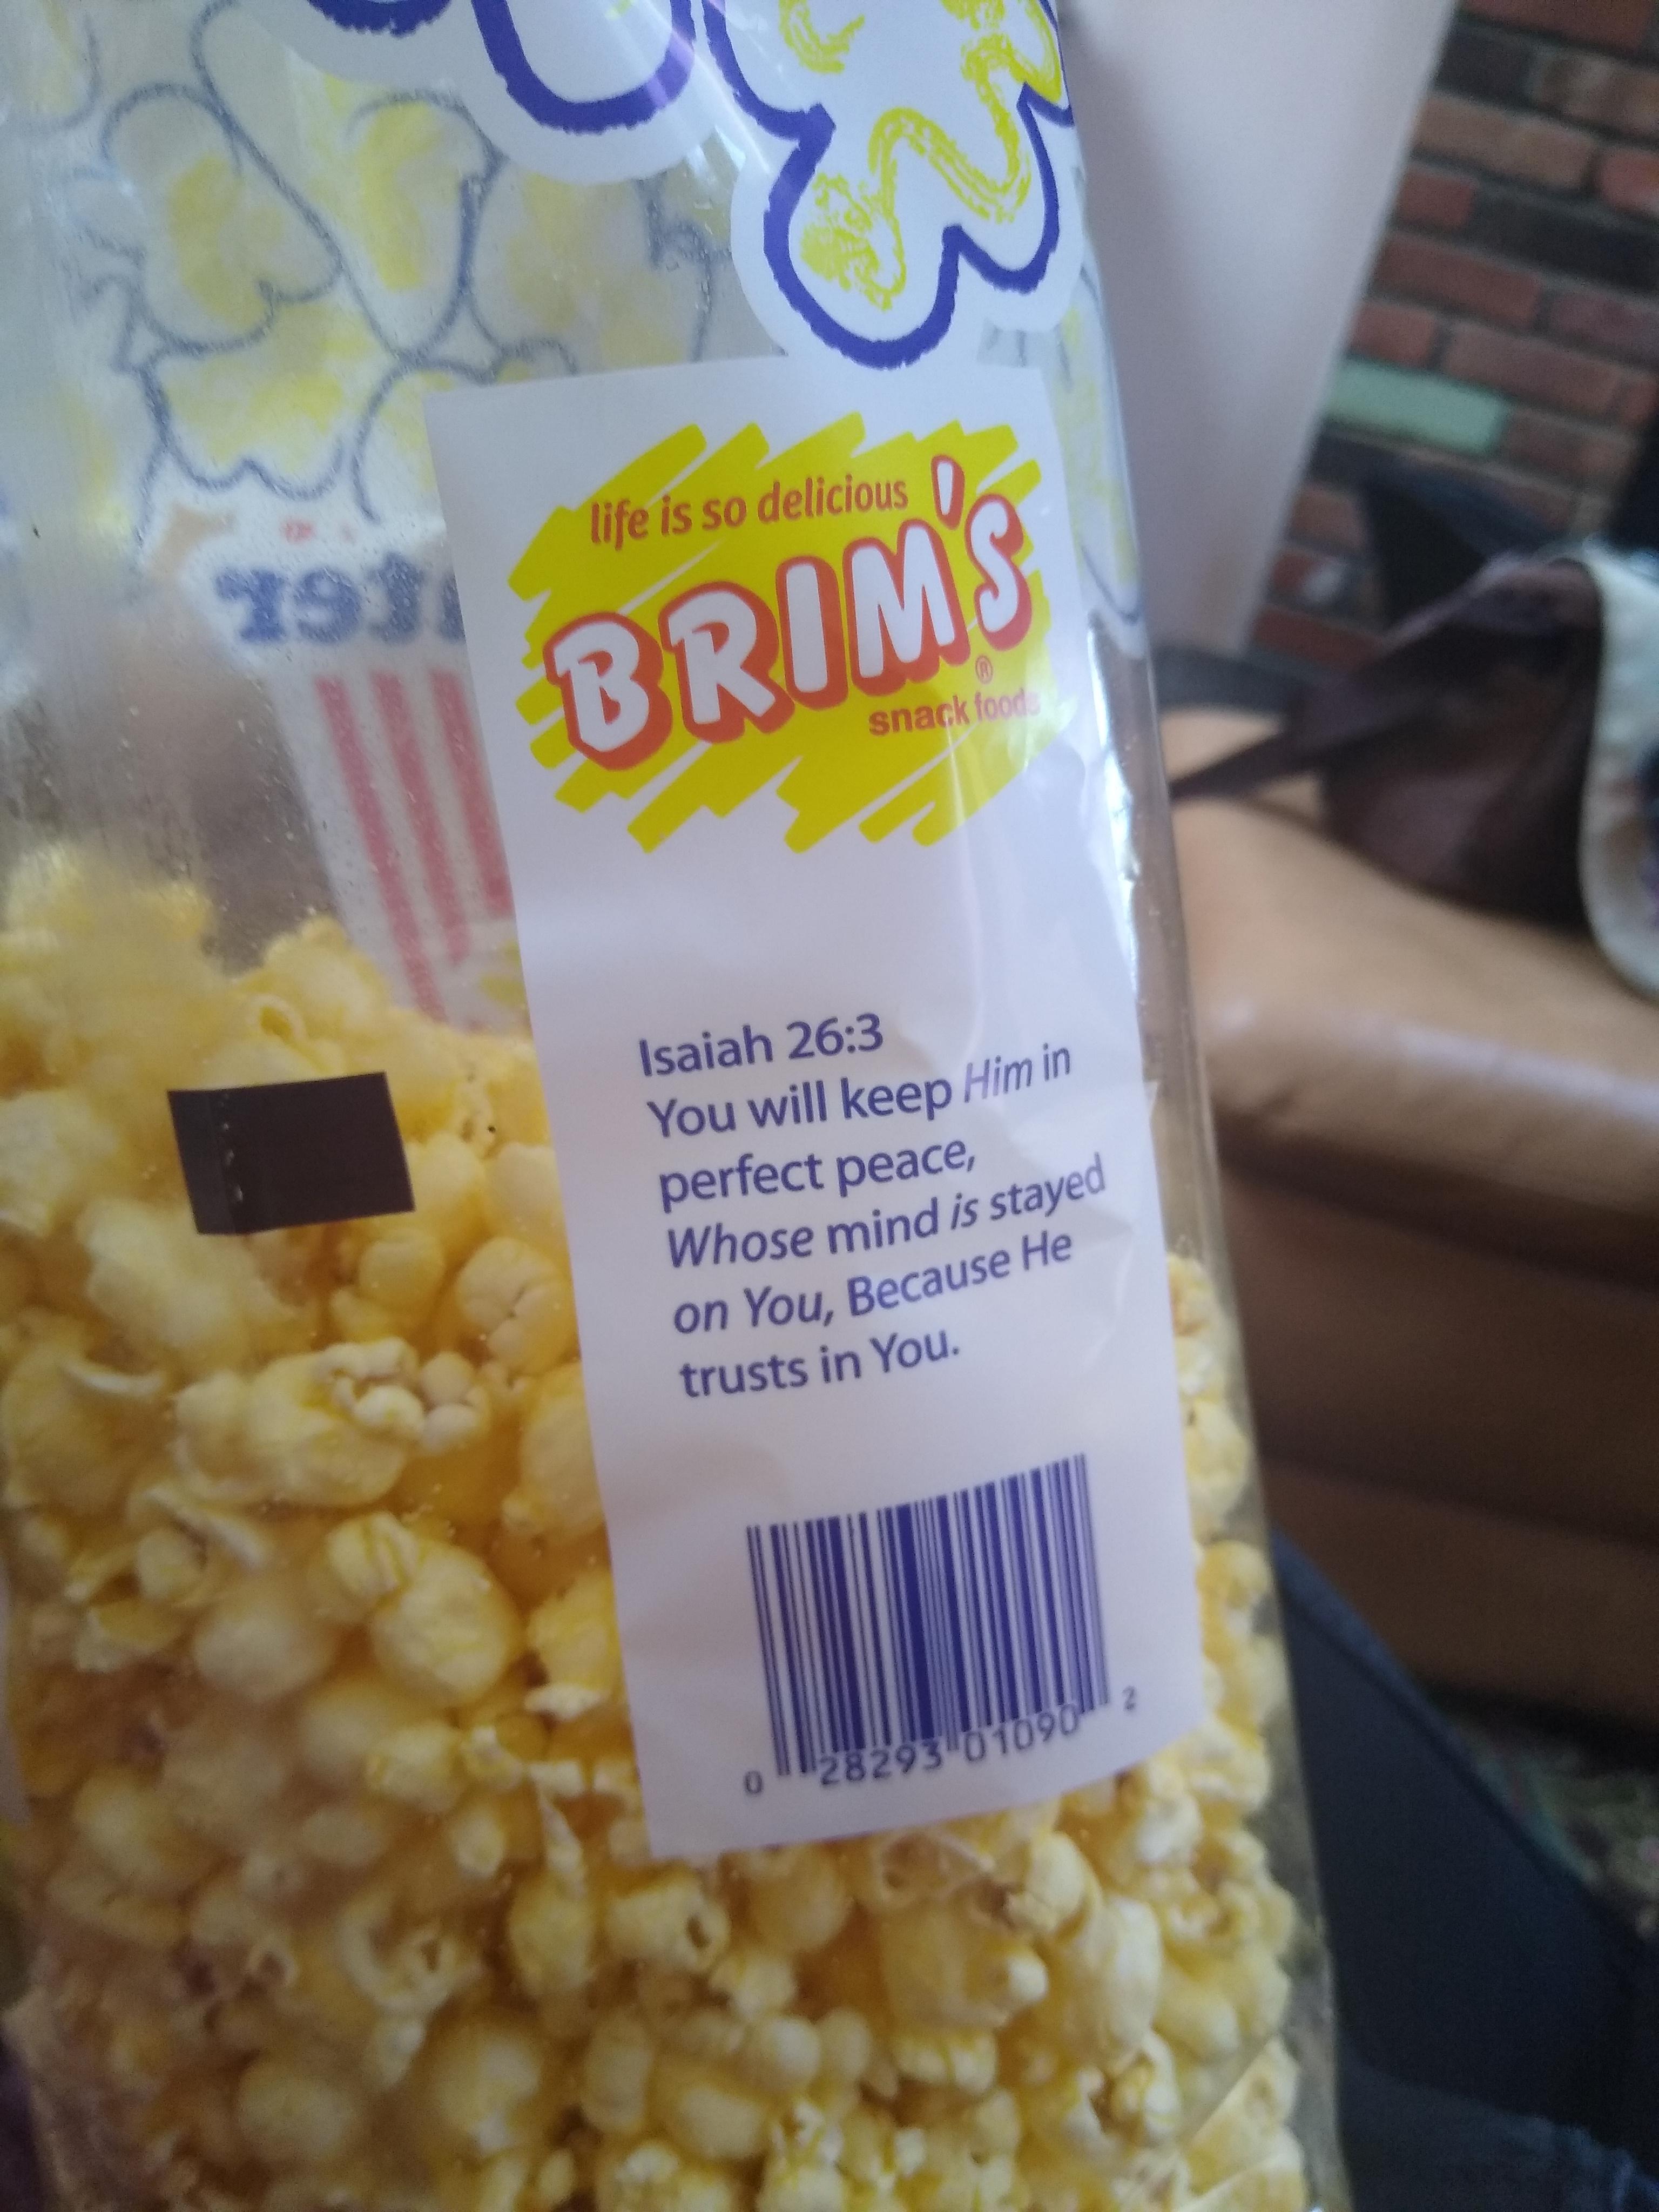 life is so delicious
BRIM'S
®
snack foods
Isaiah 26:3
You will keep Him in
perfect peace,
Whose mind is stayed
on You, Because He
trusts in You.
0 28293 01090 2